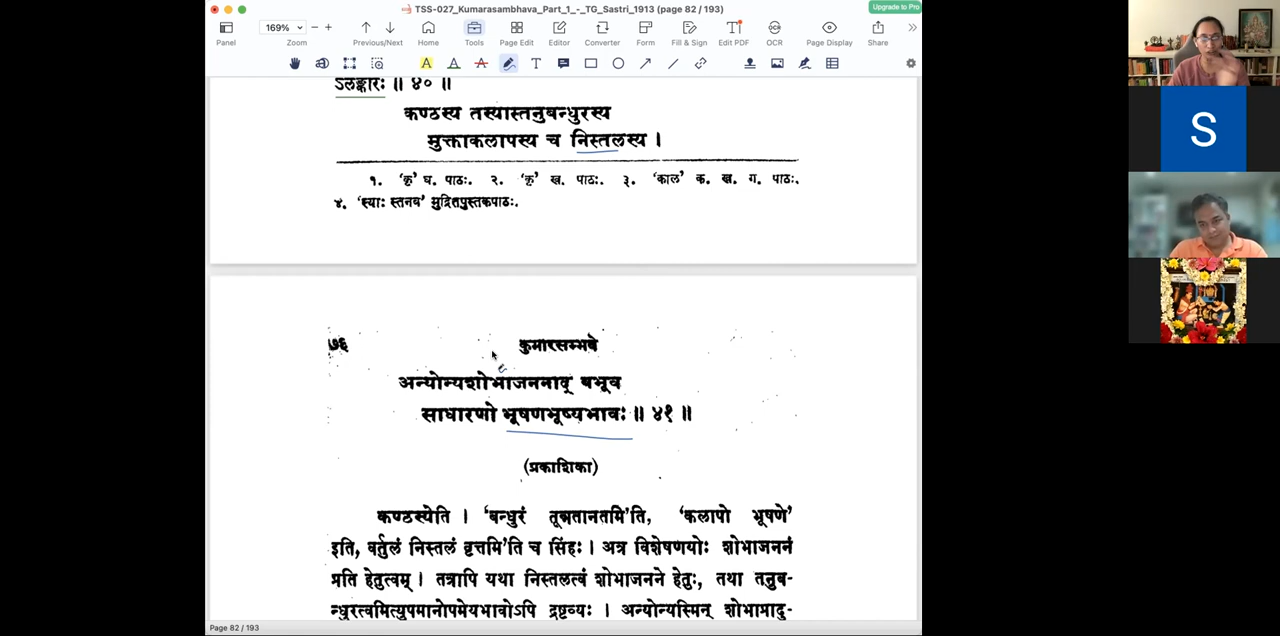 TSS-027_Kumarasambhava_Part_1_-_TG_Sastri_1913 (page 82 / 193)
Upgrade to Pro
169%
Panel Zoom Previous/Next Home Tools Page Edit Editor Converter Form Fill & Sign Edit PDF OCR Page Display Share
ऽलङ्कारः ॥ ४० ॥
कण्ठस्य तस्यास्तनुबन्धुरस्य
मुक्ताकलापस्य च निस्तलस्य ।
१. 'कृ' घ. पाठः. २. 'कृ' ख. पाठः. ३. 'काल' क. ख. ग. पाठः.
४. 'स्याः स्तनब' मुद्रितपुस्तकपाठः.
७६ कुमारसम्भवे
अन्योन्यशोभाजननाद् बभूव
साधारणो भूषणभूष्यभावः ॥ ४१ ॥
(प्रकाशिका)
कण्ठस्येति । 'बन्धुरं तून्नतानतमि'ति, 'कलापो भूषणे'
इति, वर्तुलं निस्तलं वृत्तमि'ति च सिंहः । अत्र विशेषणयोः शोभाजननं
प्रति हेतुत्वम् । तत्रापि यथा निस्तलत्वं शोभाजनने हेतुः, तथा तनुब-
न्धुरत्वमित्युपमानोपमेयभावोऽपि द्रष्टव्यः । अन्योन्यस्मिन् शोभाप्रादु-
Page 82 / 193
S